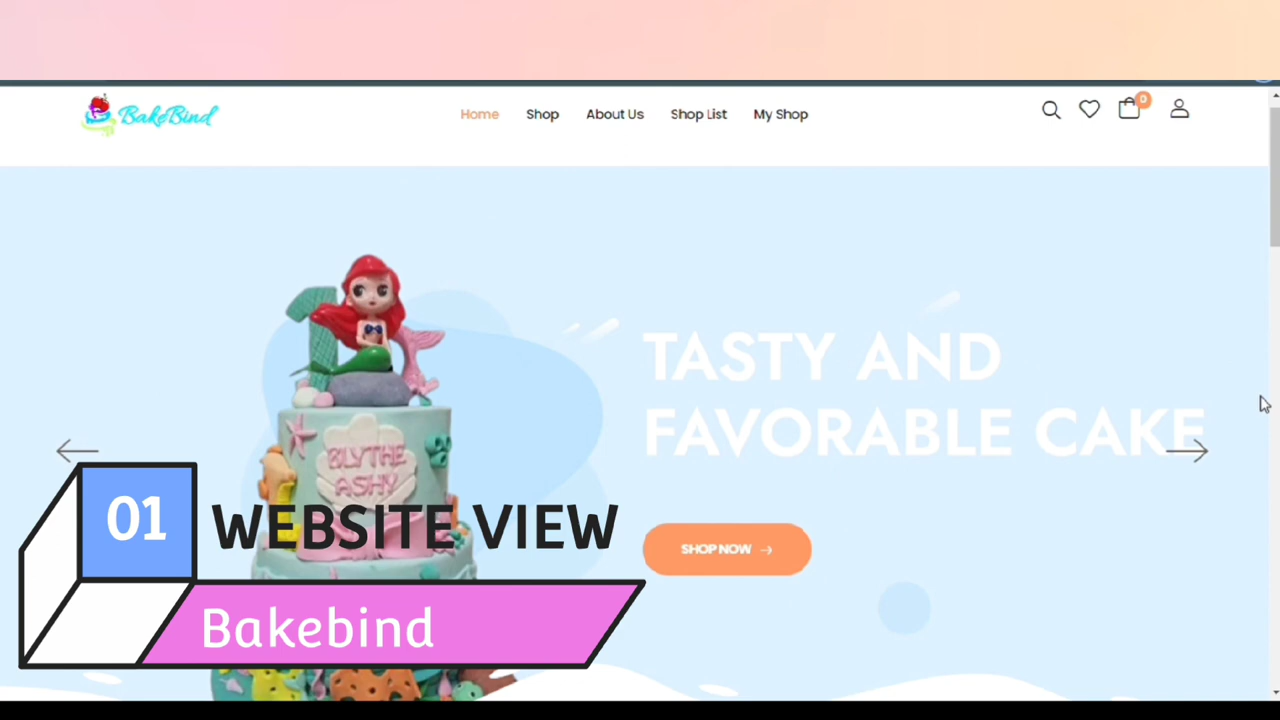 BakeBind
Home Shop About Us Shop List My Shop
0
1
TASTY AND
FAVORABLE CAKE
BLYTHE
ASHY
SHOP NOW →
01 WEBSITE VIEW
Bakebind